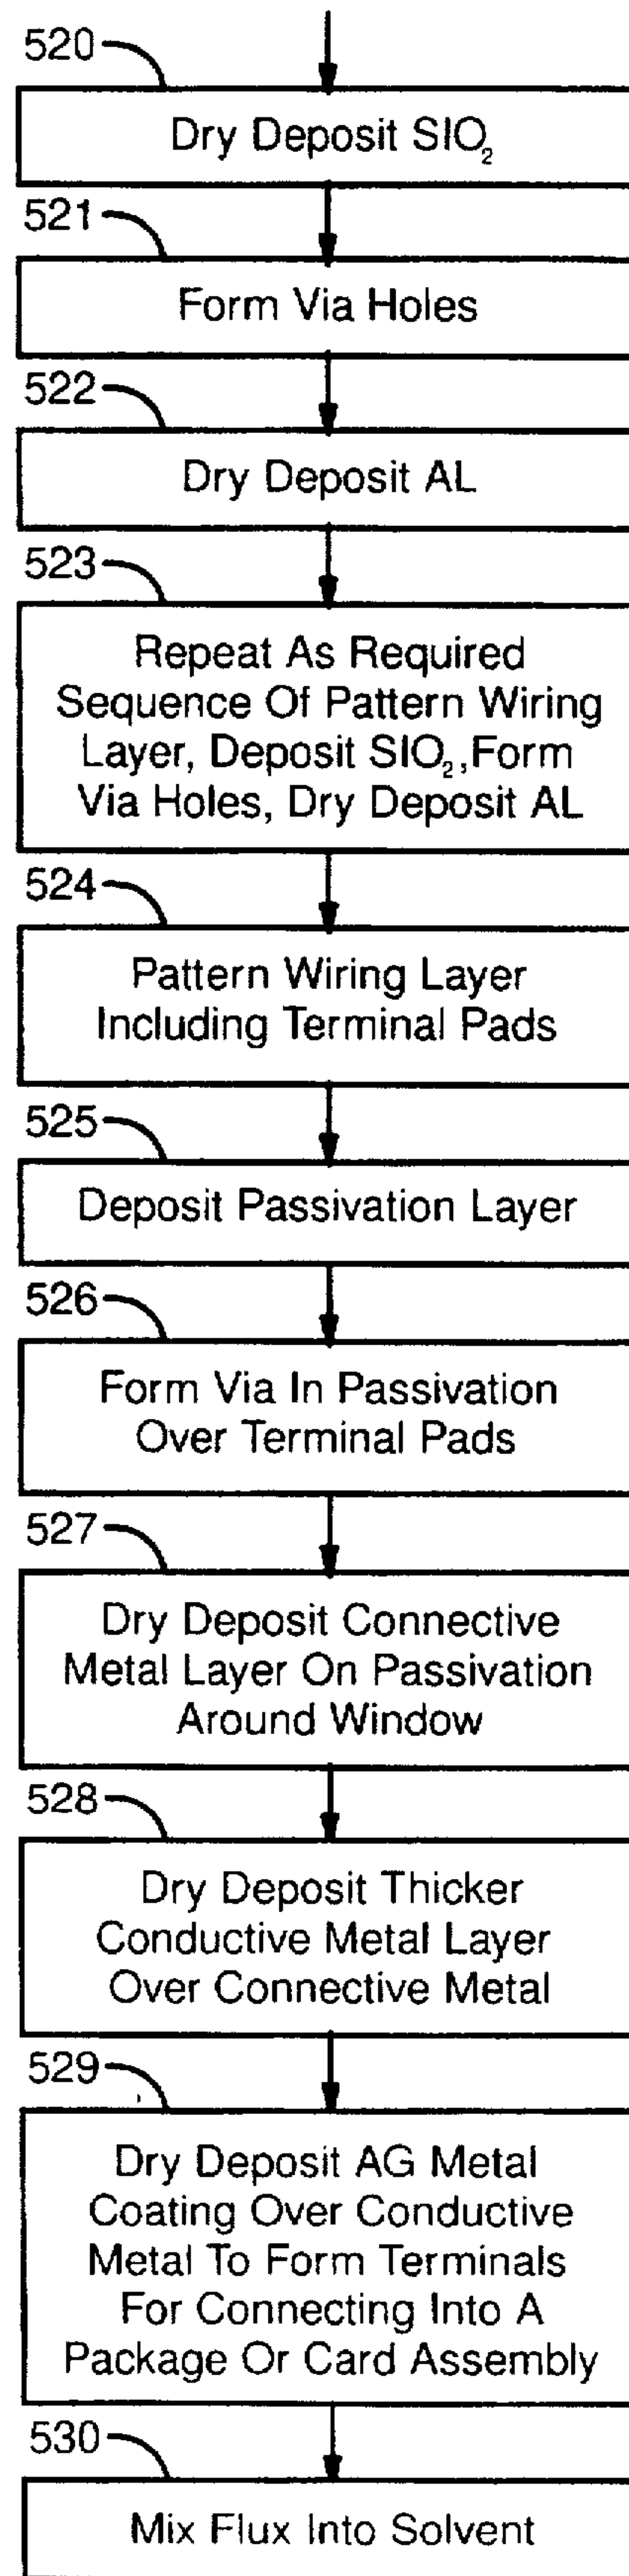 520
Dry Deposit SIO₂
521
Form Via Holes
522
Dry Deposit AL
523
Repeat As Required
Sequence Of Pattern Wiring
Layer, Deposit SIO₂,Form
Via Holes, Dry Deposit AL
524
Pattern Wiring Layer
Including Terminal Pads
525
Deposit Passivation Layer
526
Form Via In Passivation
Over Terminal Pads
527
Dry Deposit Connective
Metal Layer On Passivation
Around Window
528
Dry Deposit Thicker
Conductive Metal Layer
Over Connective Metal
529
Dry Deposit AG Metal
Coating Over Conductive
Metal To Form Terminals
For Connecting Into A
Package Or Card Assembly
530
Mix Flux Into Solvent